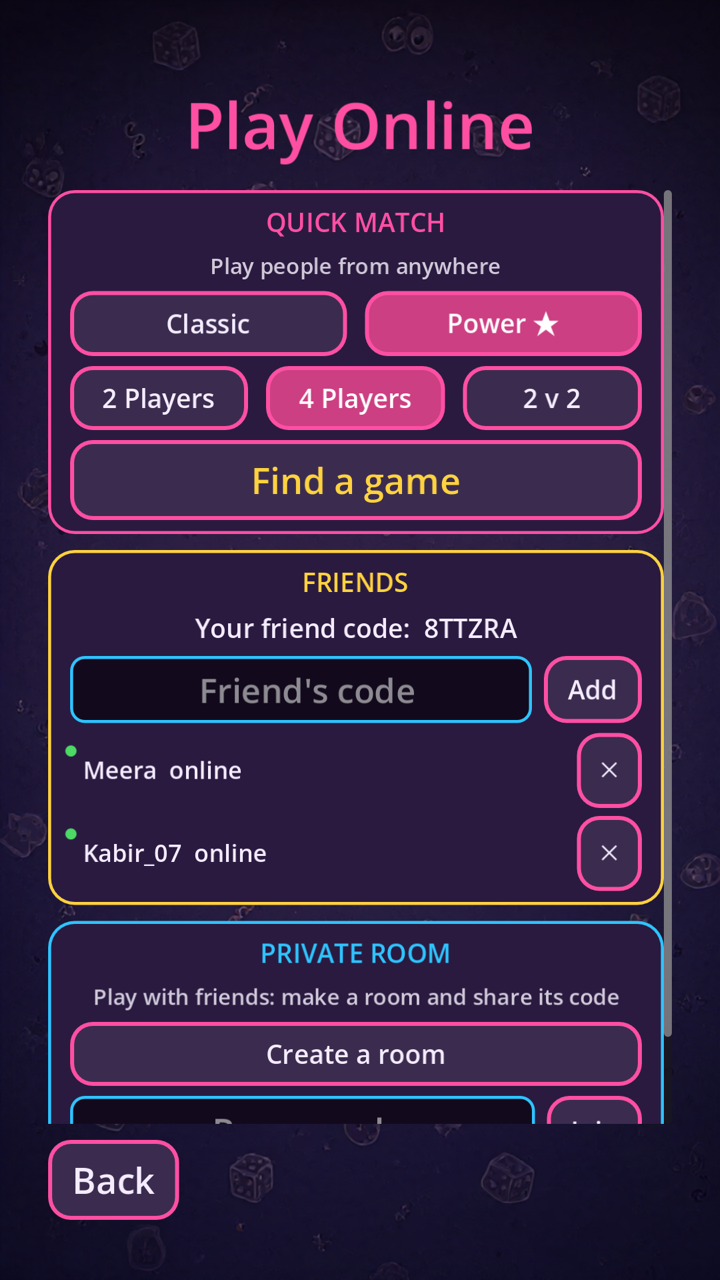 Play Online
QUICK MATCH
Play people from anywhere
Classic
Power ★
2 Players
4 Players
2 v 2
Find a game
FRIENDS
Your friend code: 8TTZRA
Friend's code
Add
Meera online
×
Kabir_07 online
×
PRIVATE ROOM
Play with friends: make a room and share its code
Create a room
Back